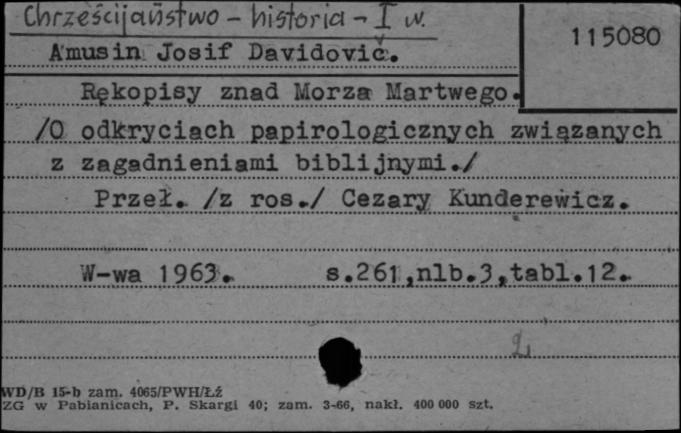 Chrześcijaństwo - historia - I w.
115080
Amusin Josif Davidovič.
Rękopisy znad Morza Martwego.
/O odkryciach papirologicznych związanych
z zagadnieniami biblijnymi./
Przeł. /z ros./ Cezary Kunderewicz.
W-wa 1963. s.261,nlb.3,tabl.12.
2
WD/B 15-b zam. 4065/PWH/Łź
ZG w Pabianicach, P. Skargi 40; zam. 3-66, nakł. 400 000 szt.